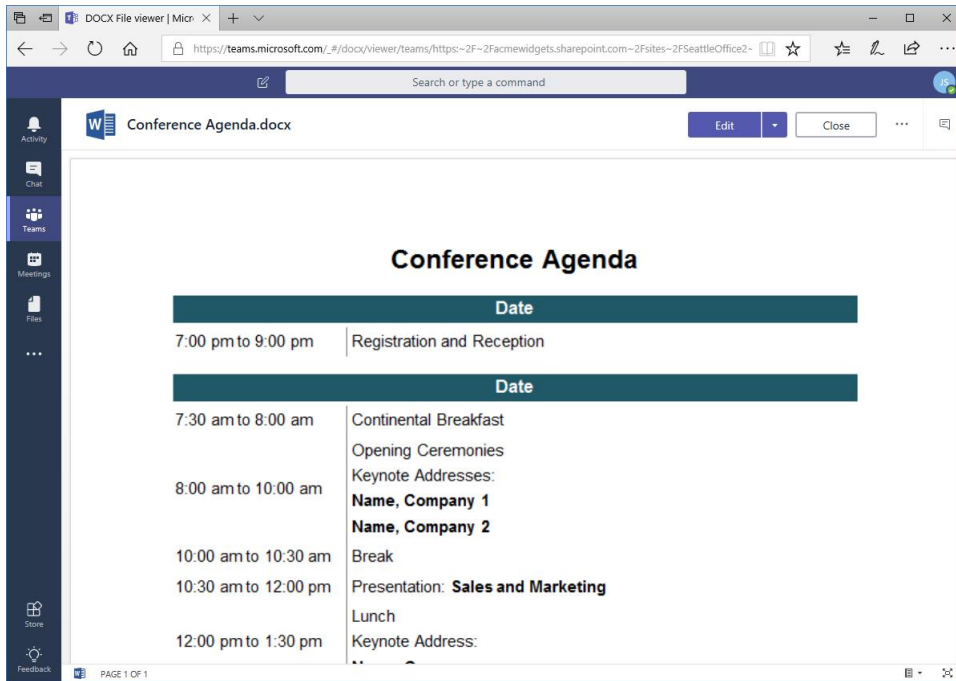 DOCX File viewer | Micr
https://teams.microsoft.com/_#/docx/viewer/teams/https:~2F~2Facmewidgets.sharepoint.com~2Fsites~2FSeattleOffice2~
Search or type a command
JS
Activity
Chat
Teams
Meetings
Files
Store
Feedback
Conference Agenda.docx
Edit
Close
Conference Agenda
Date
7:00 pm to 9:00 pm Registration and Reception
Date
7:30 am to 8:00 am Continental Breakfast
8:00 am to 10:00 am Opening Ceremonies
Keynote Addresses:
Name, Company 1
Name, Company 2
10:00 am to 10:30 am Break
10:30 am to 12:00 pm Presentation: Sales and Marketing
12:00 pm to 1:30 pm Lunch
Keynote Address:
PAGE 1 OF 1